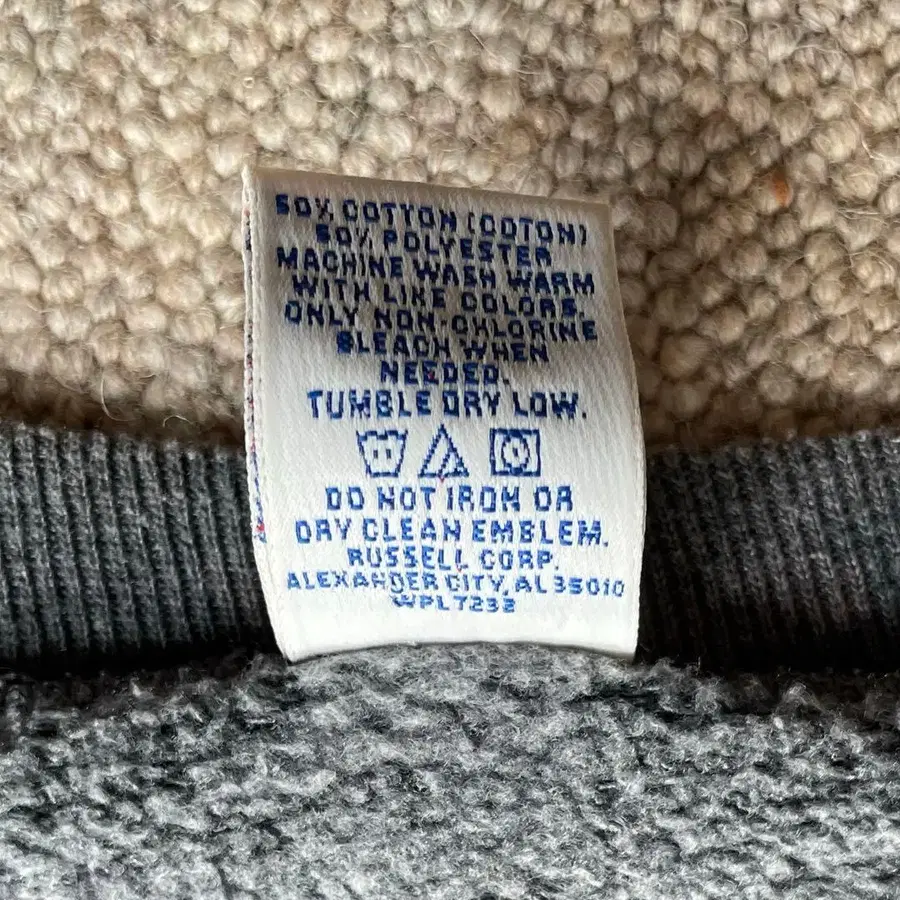 50% COTTON (COTON)
50% POLYESTER
MACHINE WASH WARM
WITH LIKE COLORS.
ONLY NON-CHLORINE
BLEACH WHEN
NEEDED.
TUMBLE DRY LOW.
DO NOT IRON OR
DRY CLEAN EMBLEM.
RUSSELL CORP.
ALEXANDER CITY, AL 35010
WPL 7233